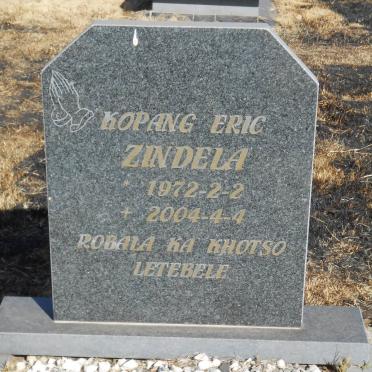 KOPANG ERIC
ZINDELA
* 1972-2-2
+ 2004-4-4
ROBALA KA KHOTSO
LETEBELE